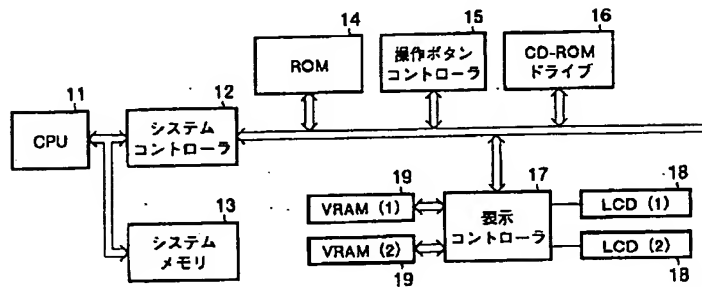 14
ROM
15
操作ボタン
コントローラ
16
CD-ROM
ドライブ
11
CPU
12
システム
コントローラ
13
システム
メモリ
19
VRAM (1)
VRAM (2)
19
17
表示
コントローラ
18
LCD (1)
LCD (2)
18